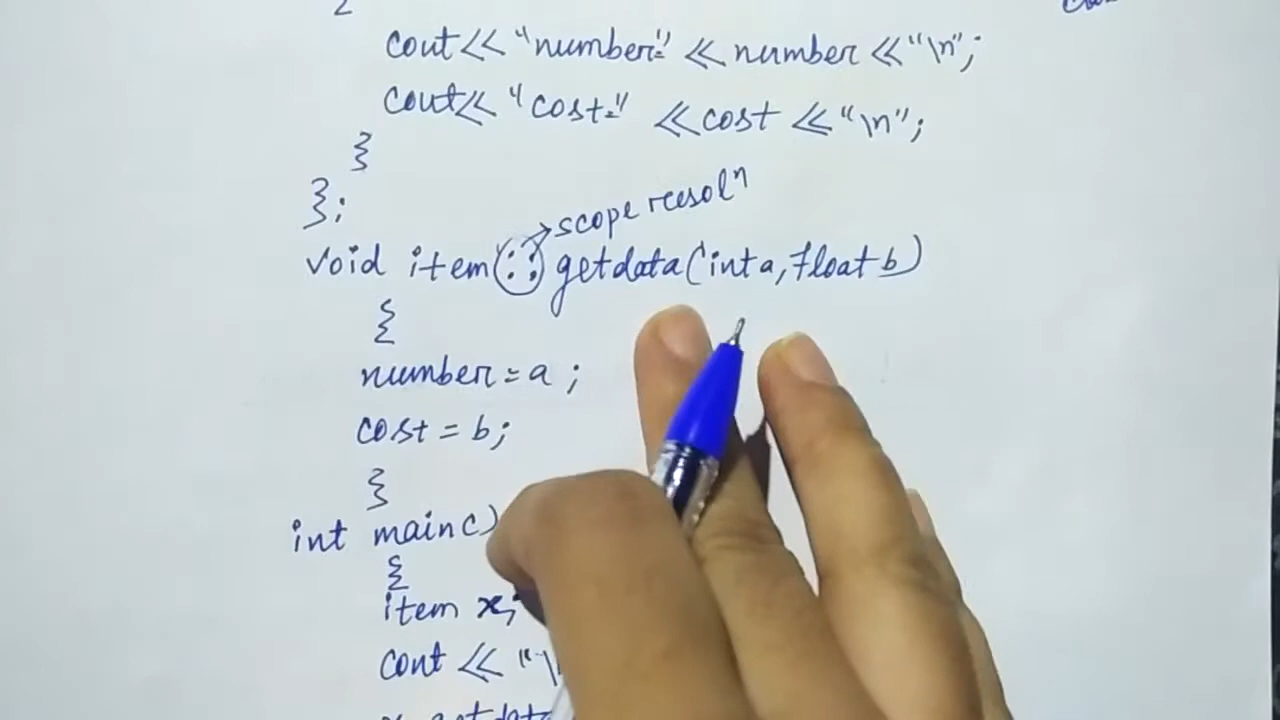 {
cout<< "number=" << number <<"\n";
cout<< "cost=" <<cost <<"\n";
}
};
scope resolⁿ
void item :: getdata(int a, float b)
{
number = a ;
cost = b;
}
int main()
{
item x;
cout << "\
x.getdata